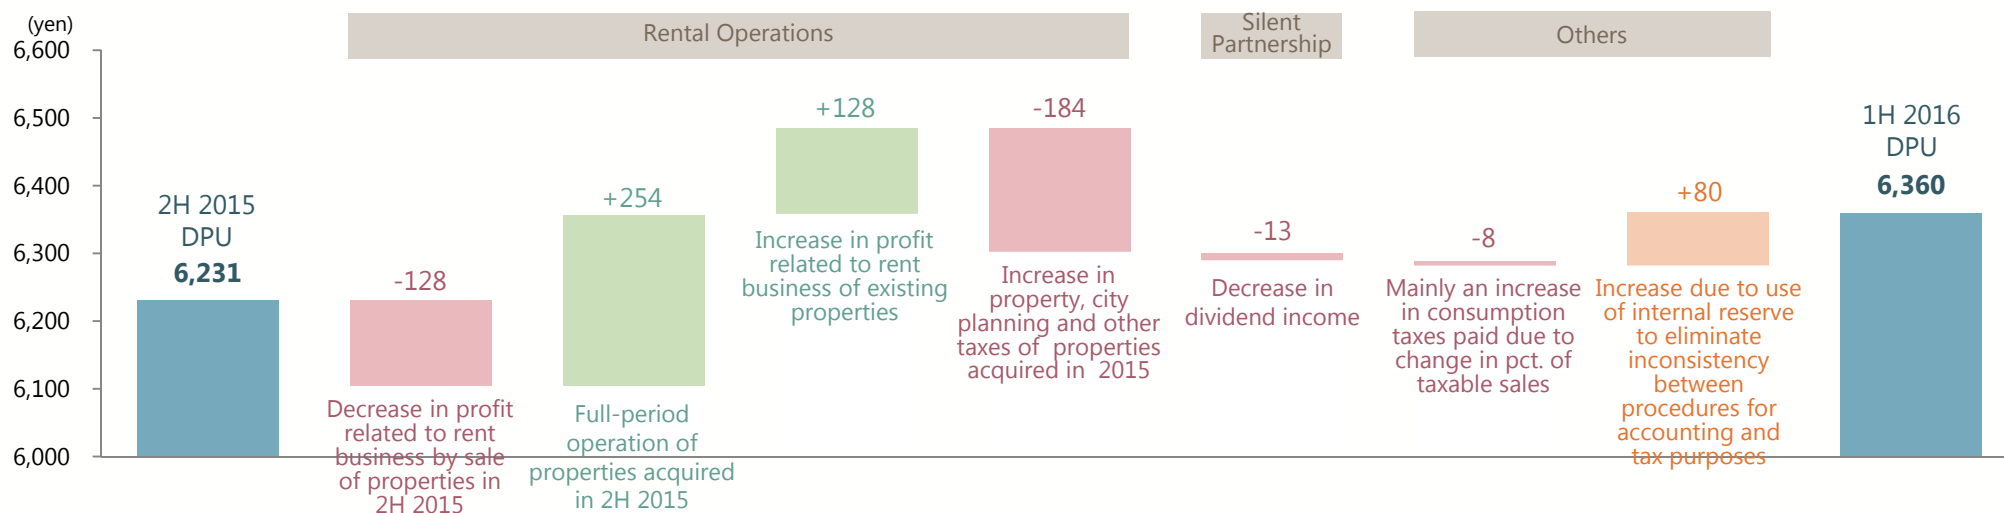 (yen)
6,600
6,500
6,400
6,300
6,200
6,100
6,000
Rental Operations
Silent
Partnership
Others
2H 2015
DPU
6,231
-128
Decrease in profit
related to rent
business by sale
of properties in
2H 2015
+254
Full-period
operation of
properties acquired
in 2H 2015
+128
Increase in profit
related to rent
business of existing
properties
-184
Increase in
property, city
planning and other
taxes of properties
acquired in 2015
-13
Decrease in
dividend income
-8
Mainly an increase
in consumption
taxes paid due to
change in pct. of
taxable sales
+80
Increase due to use
of internal reserve
to eliminate
inconsistency
between
procedures for
accounting and
tax purposes
1H 2016
DPU
6,360